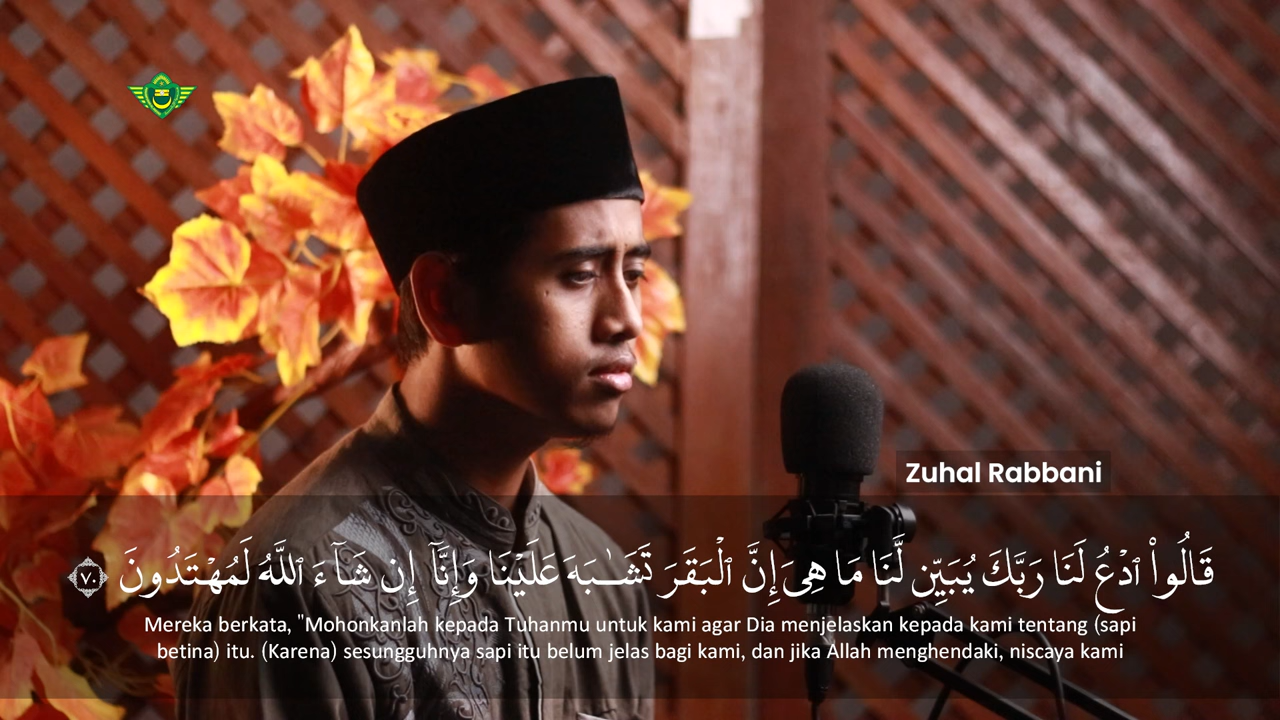 Zuhal Rabbani
قَالُوا۟ ٱدْعُ لَنَا رَبَّكَ يُبَيِّن لَّنَا مَا هِىَ إِنَّ ٱلْبَقَرَ تَشَـٰبَهَ عَلَيْنَا وَإِنَّآ إِن شَآءَ ٱللَّهُ لَمُهْتَدُونَ ٧٠
Mereka berkata, "Mohonkanlah kepada Tuhanmu untuk kami agar Dia menjelaskan kepada kami tentang (sapi
betina) itu. (Karena) sesungguhnya sapi itu belum jelas bagi kami, dan jika Allah menghendaki, niscaya kami